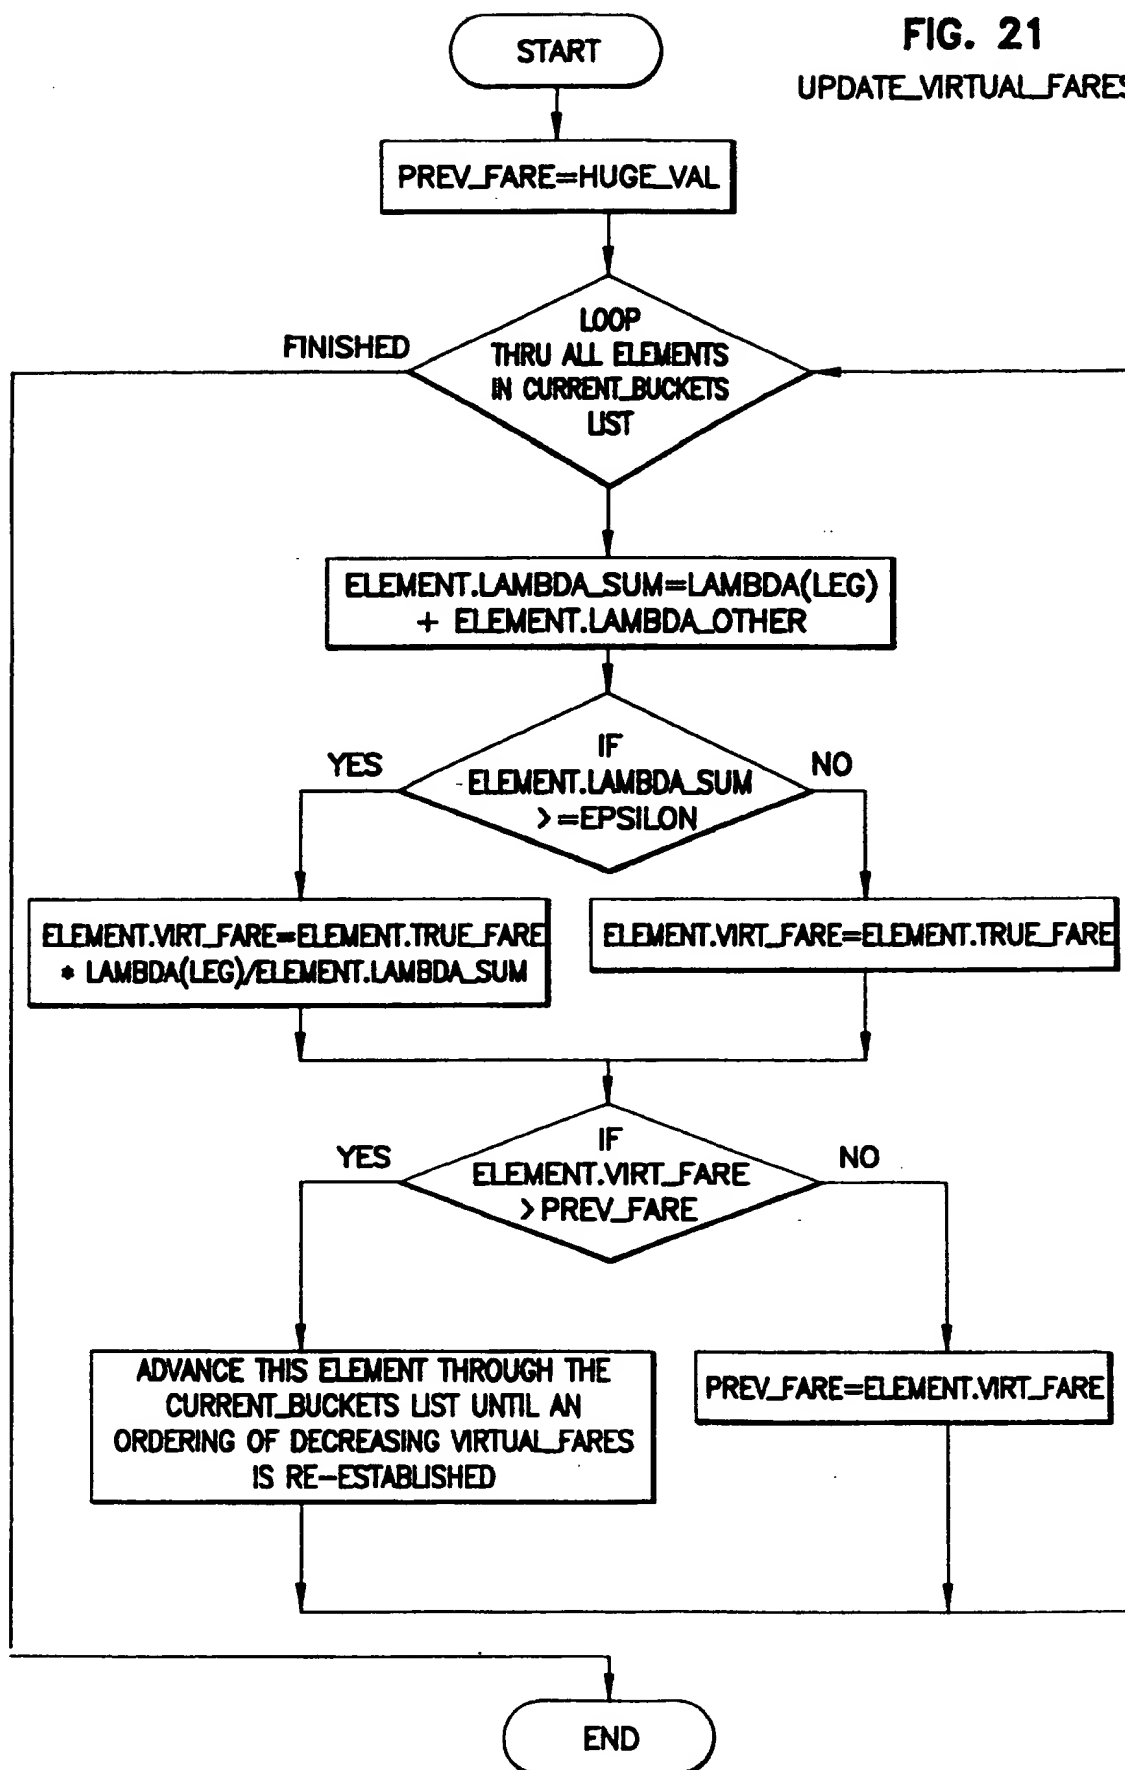 START
FIG. 21
UPDATE_VIRTUAL_FARES
PREV_FARE=HUGE_VAL
LOOP
THRU ALL ELEMENTS
IN CURRENT_BUCKETS
LIST
FINISHED
ELEMENT.LAMBDA_SUM=LAMBDA(LEG)
+ ELEMENT.LAMBDA_OTHER
IF
ELEMENT.LAMBDA_SUM
>=EPSILON
YES
NO
ELEMENT.VIRT_FARE=ELEMENT.TRUE_FARE
* LAMBDA(LEG)/ELEMENT.LAMBDA_SUM
ELEMENT.VIRT_FARE=ELEMENT.TRUE_FARE
IF
ELEMENT.VIRT_FARE
>PREV_FARE
YES
NO
ADVANCE THIS ELEMENT THROUGH THE
CURRENT_BUCKETS LIST UNTIL AN
ORDERING OF DECREASING VIRTUAL_FARES
IS RE-ESTABLISHED
PREV_FARE=ELEMENT.VIRT_FARE
END